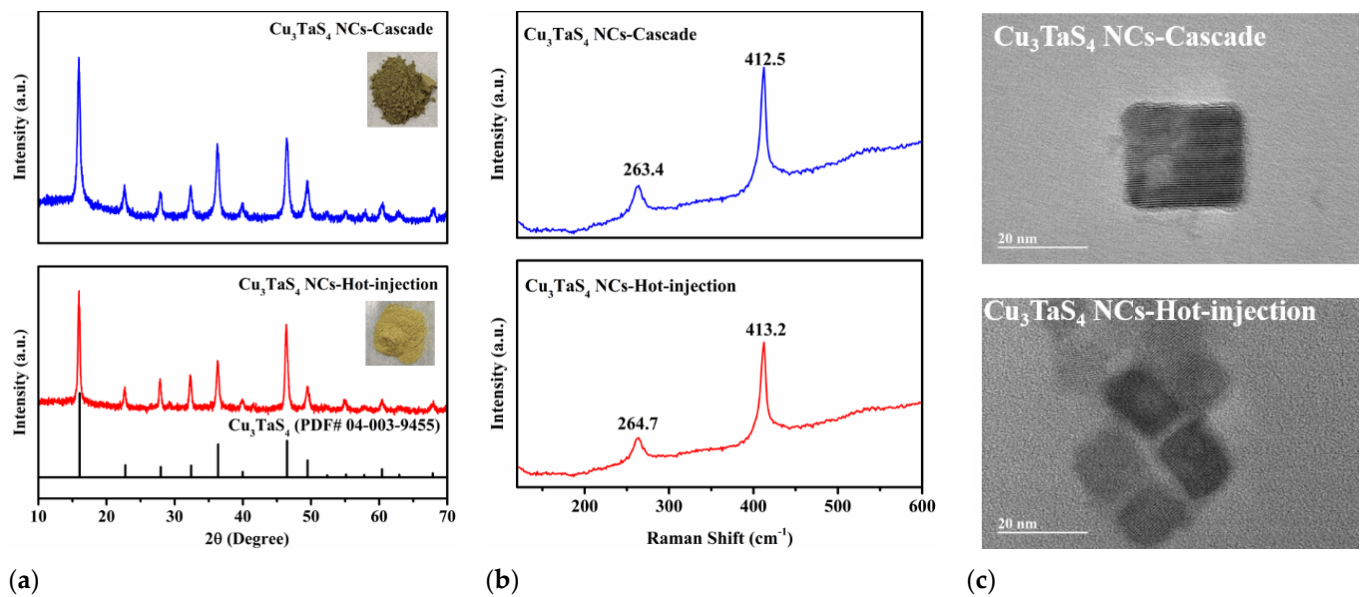 Cu₃TaS₄ NCs-Cascade
Intensity (a.u.)
Cu₃TaS₄ NCs-Hot-injection
Intensity (a.u.)
Cu₃TaS₄ (PDF# 04-003-9455)
10 20 30 40 50 60 70
2θ (Degree)
(a)
Cu₃TaS₄ NCs-Cascade
412.5
263.4
Intensity (a.u.)
Cu₃TaS₄ NCs-Hot-injection
413.2
264.7
Intensity (a.u.)
200 300 400 500 600
Raman Shift (cm⁻¹)
(b)
Cu₃TaS₄ NCs-Cascade
20 nm
Cu₃TaS₄ NCs-Hot-injection
20 nm
(c)